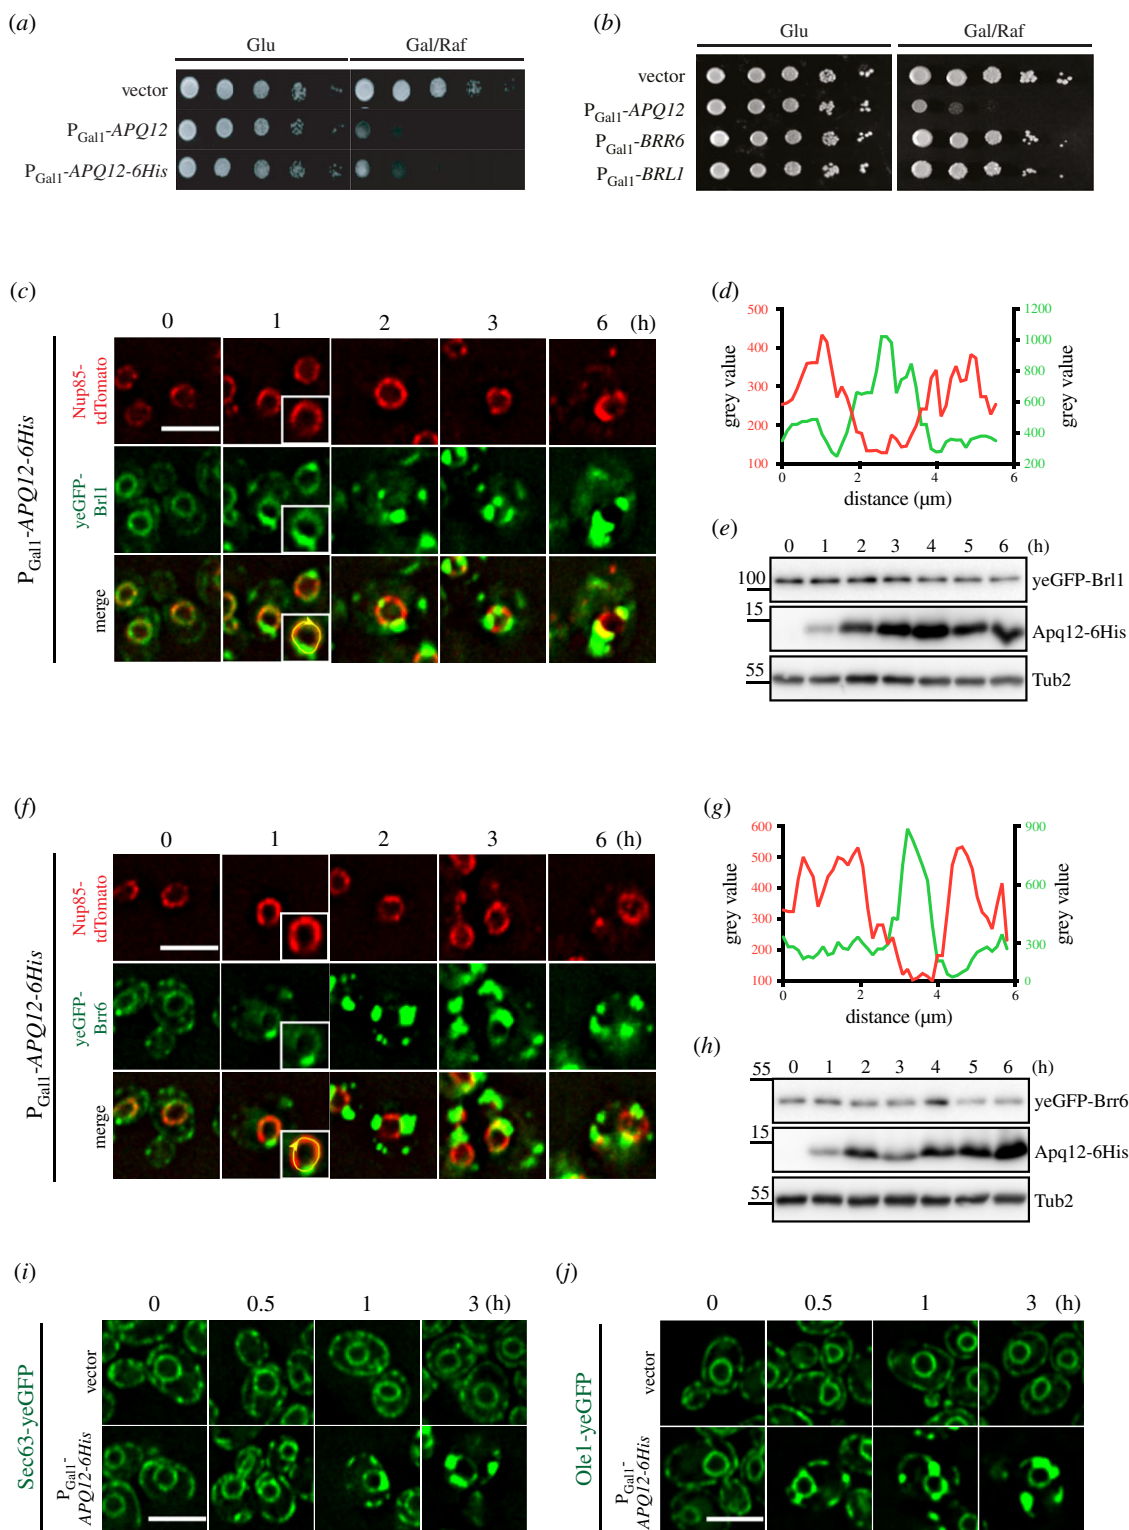 (a)
Glu Gal/Raf
vector
PGal1-APQ12
PGal1-APQ12-6His
(b)
Glu Gal/Raf
vector
PGal1-APQ12
PGal1-BRR6
PGal1-BRL1
(c)
0 1 2 3 6 (h)
PGal1-APQ12-6His
Nup85-
tdTomato
yeGFP-
Brl1
merge
(d)
500 1200
400 1000
800
300
600
200
400
100 200
grey value
grey value
0 2 4 6
distance (µm)
(e)
0 1 2 3 4 5 6 (h)
100 yeGFP-Brl1
15 Apq12-6His
55 Tub2
(f)
0 1 2 3 6 (h)
PGal1-APQ12-6His
Nup85-
tdTomato
yeGFP-
Brr6
merge
(g)
600 900
500
400 600
300
300
200
100 0
grey value
grey value
0 2 4 6
distance (µm)
(h)
55 0 1 2 3 4 5 6 (h)
yeGFP-Brr6
15 Apq12-6His
55 Tub2
(i)
0 0.5 1 3 (h)
Sec63-yeGFP
vector
PGal1-
APQ12-6His
(j)
0 0.5 1 3 (h)
Ole1-yeGFP
vector
PGal1-
APQ12-6His